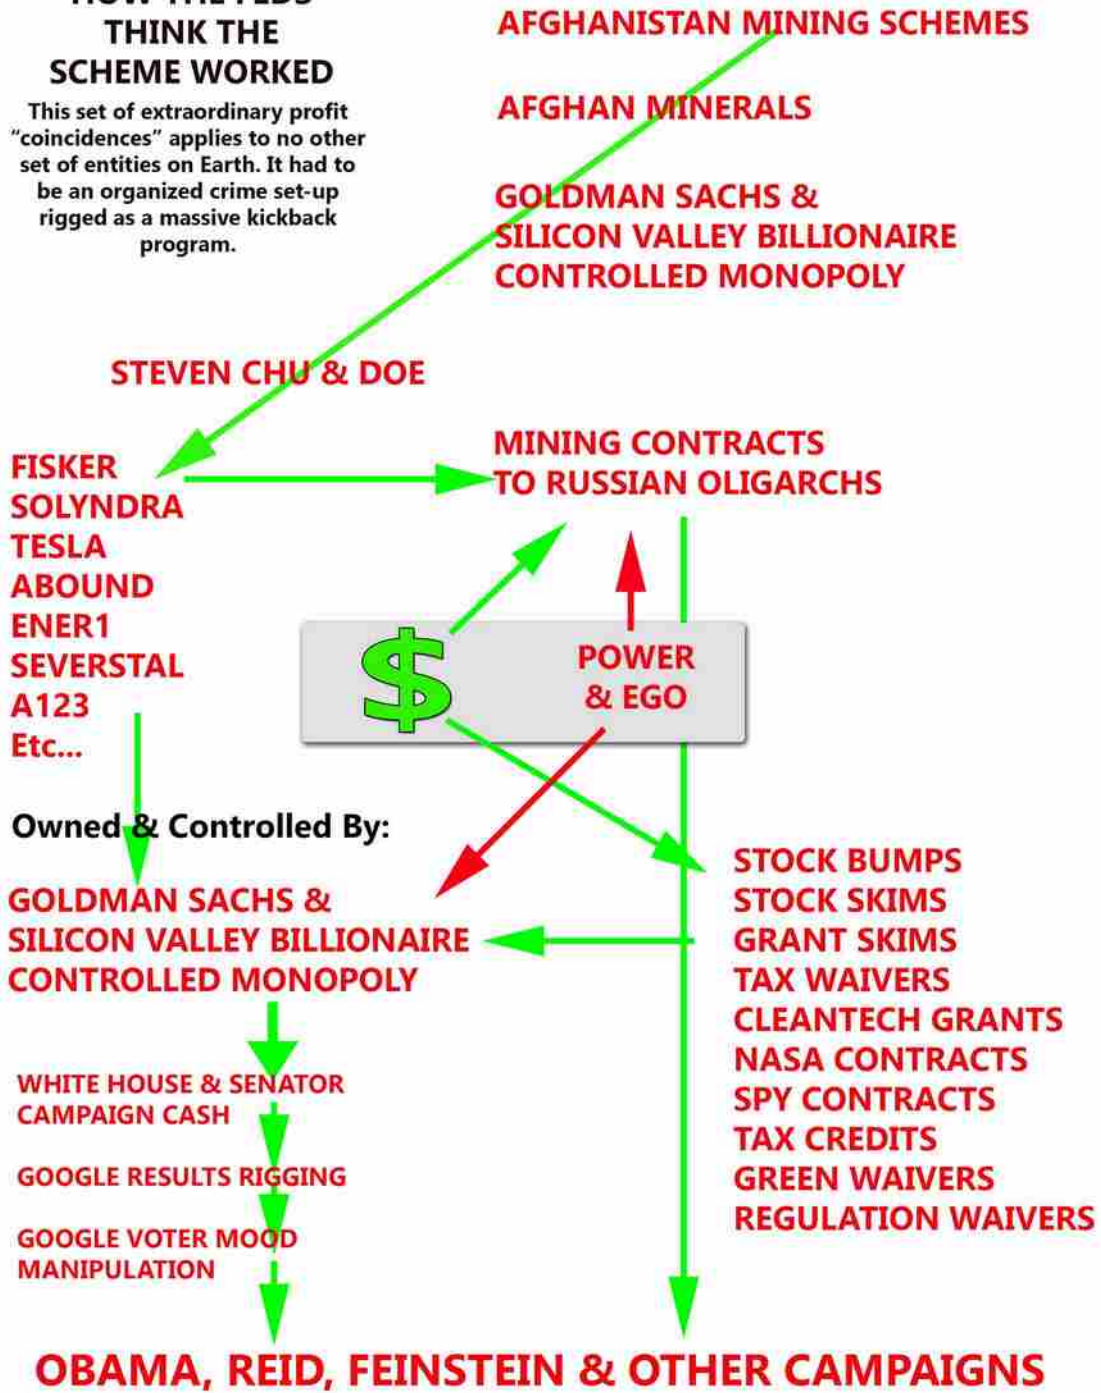 HOW THE FEDS
THINK THE
SCHEME WORKED
This set of extraordinary profit
“coincidences” applies to no other
set of entities on Earth. It had to
be an organized crime set-up
rigged as a massive kickback
program.
AFGHANISTAN MINING SCHEMES
AFGHAN MINERALS
GOLDMAN SACHS &
SILICON VALLEY BILLIONAIRE
CONTROLLED MONOPOLY
STEVEN CHU & DOE
FISKER
SOLYNDRA
TESLA
ABOUND
ENER1
SEVERSTAL
A123
Etc...
MINING CONTRACTS
TO RUSSIAN OLIGARCHS
$
POWER
& EGO
Owned & Controlled By:
GOLDMAN SACHS &
SILICON VALLEY BILLIONAIRE
CONTROLLED MONOPOLY
STOCK BUMPS
STOCK SKIMS
GRANT SKIMS
TAX WAIVERS
CLEANTECH GRANTS
NASA CONTRACTS
SPY CONTRACTS
TAX CREDITS
GREEN WAIVERS
REGULATION WAIVERS
WHITE HOUSE & SENATOR
CAMPAIGN CASH
GOOGLE RESULTS RIGGING
GOOGLE VOTER MOOD
MANIPULATION
OBAMA, REID, FEINSTEIN & OTHER CAMPAIGNS